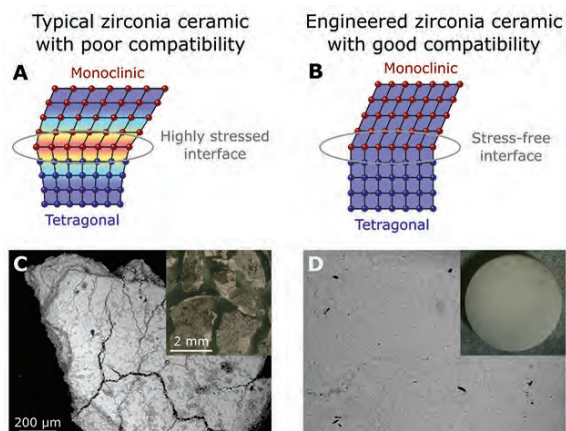 Typical zirconia ceramic
with poor compatibility
Engineered zirconia ceramic
with good compatibility
A
Monoclinic
Highly stressed
interface
Tetragonal
B
Monoclinic
Stress-free
interface
Tetragonal
C
2 mm
200 µm
D